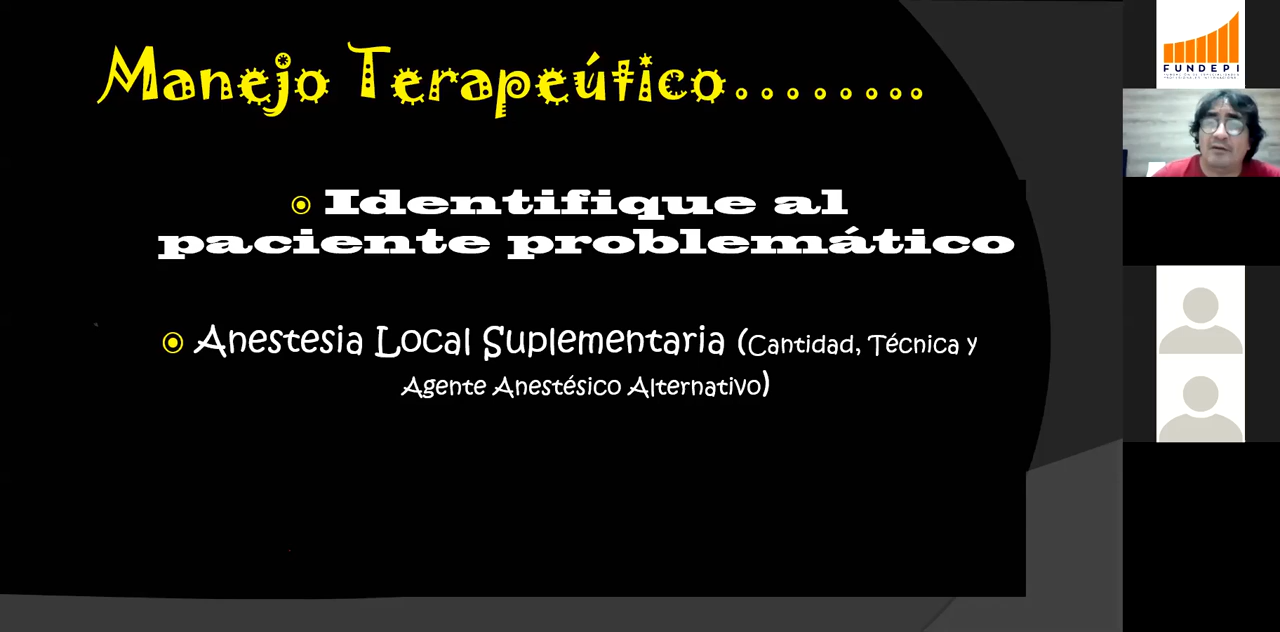 Manejo Terapeútico........
Identifique al
paciente problemático
Anestesia Local Suplementaria (Cantidad, Técnica y
Agente Anestésico Alternativo)
FUNDEPI